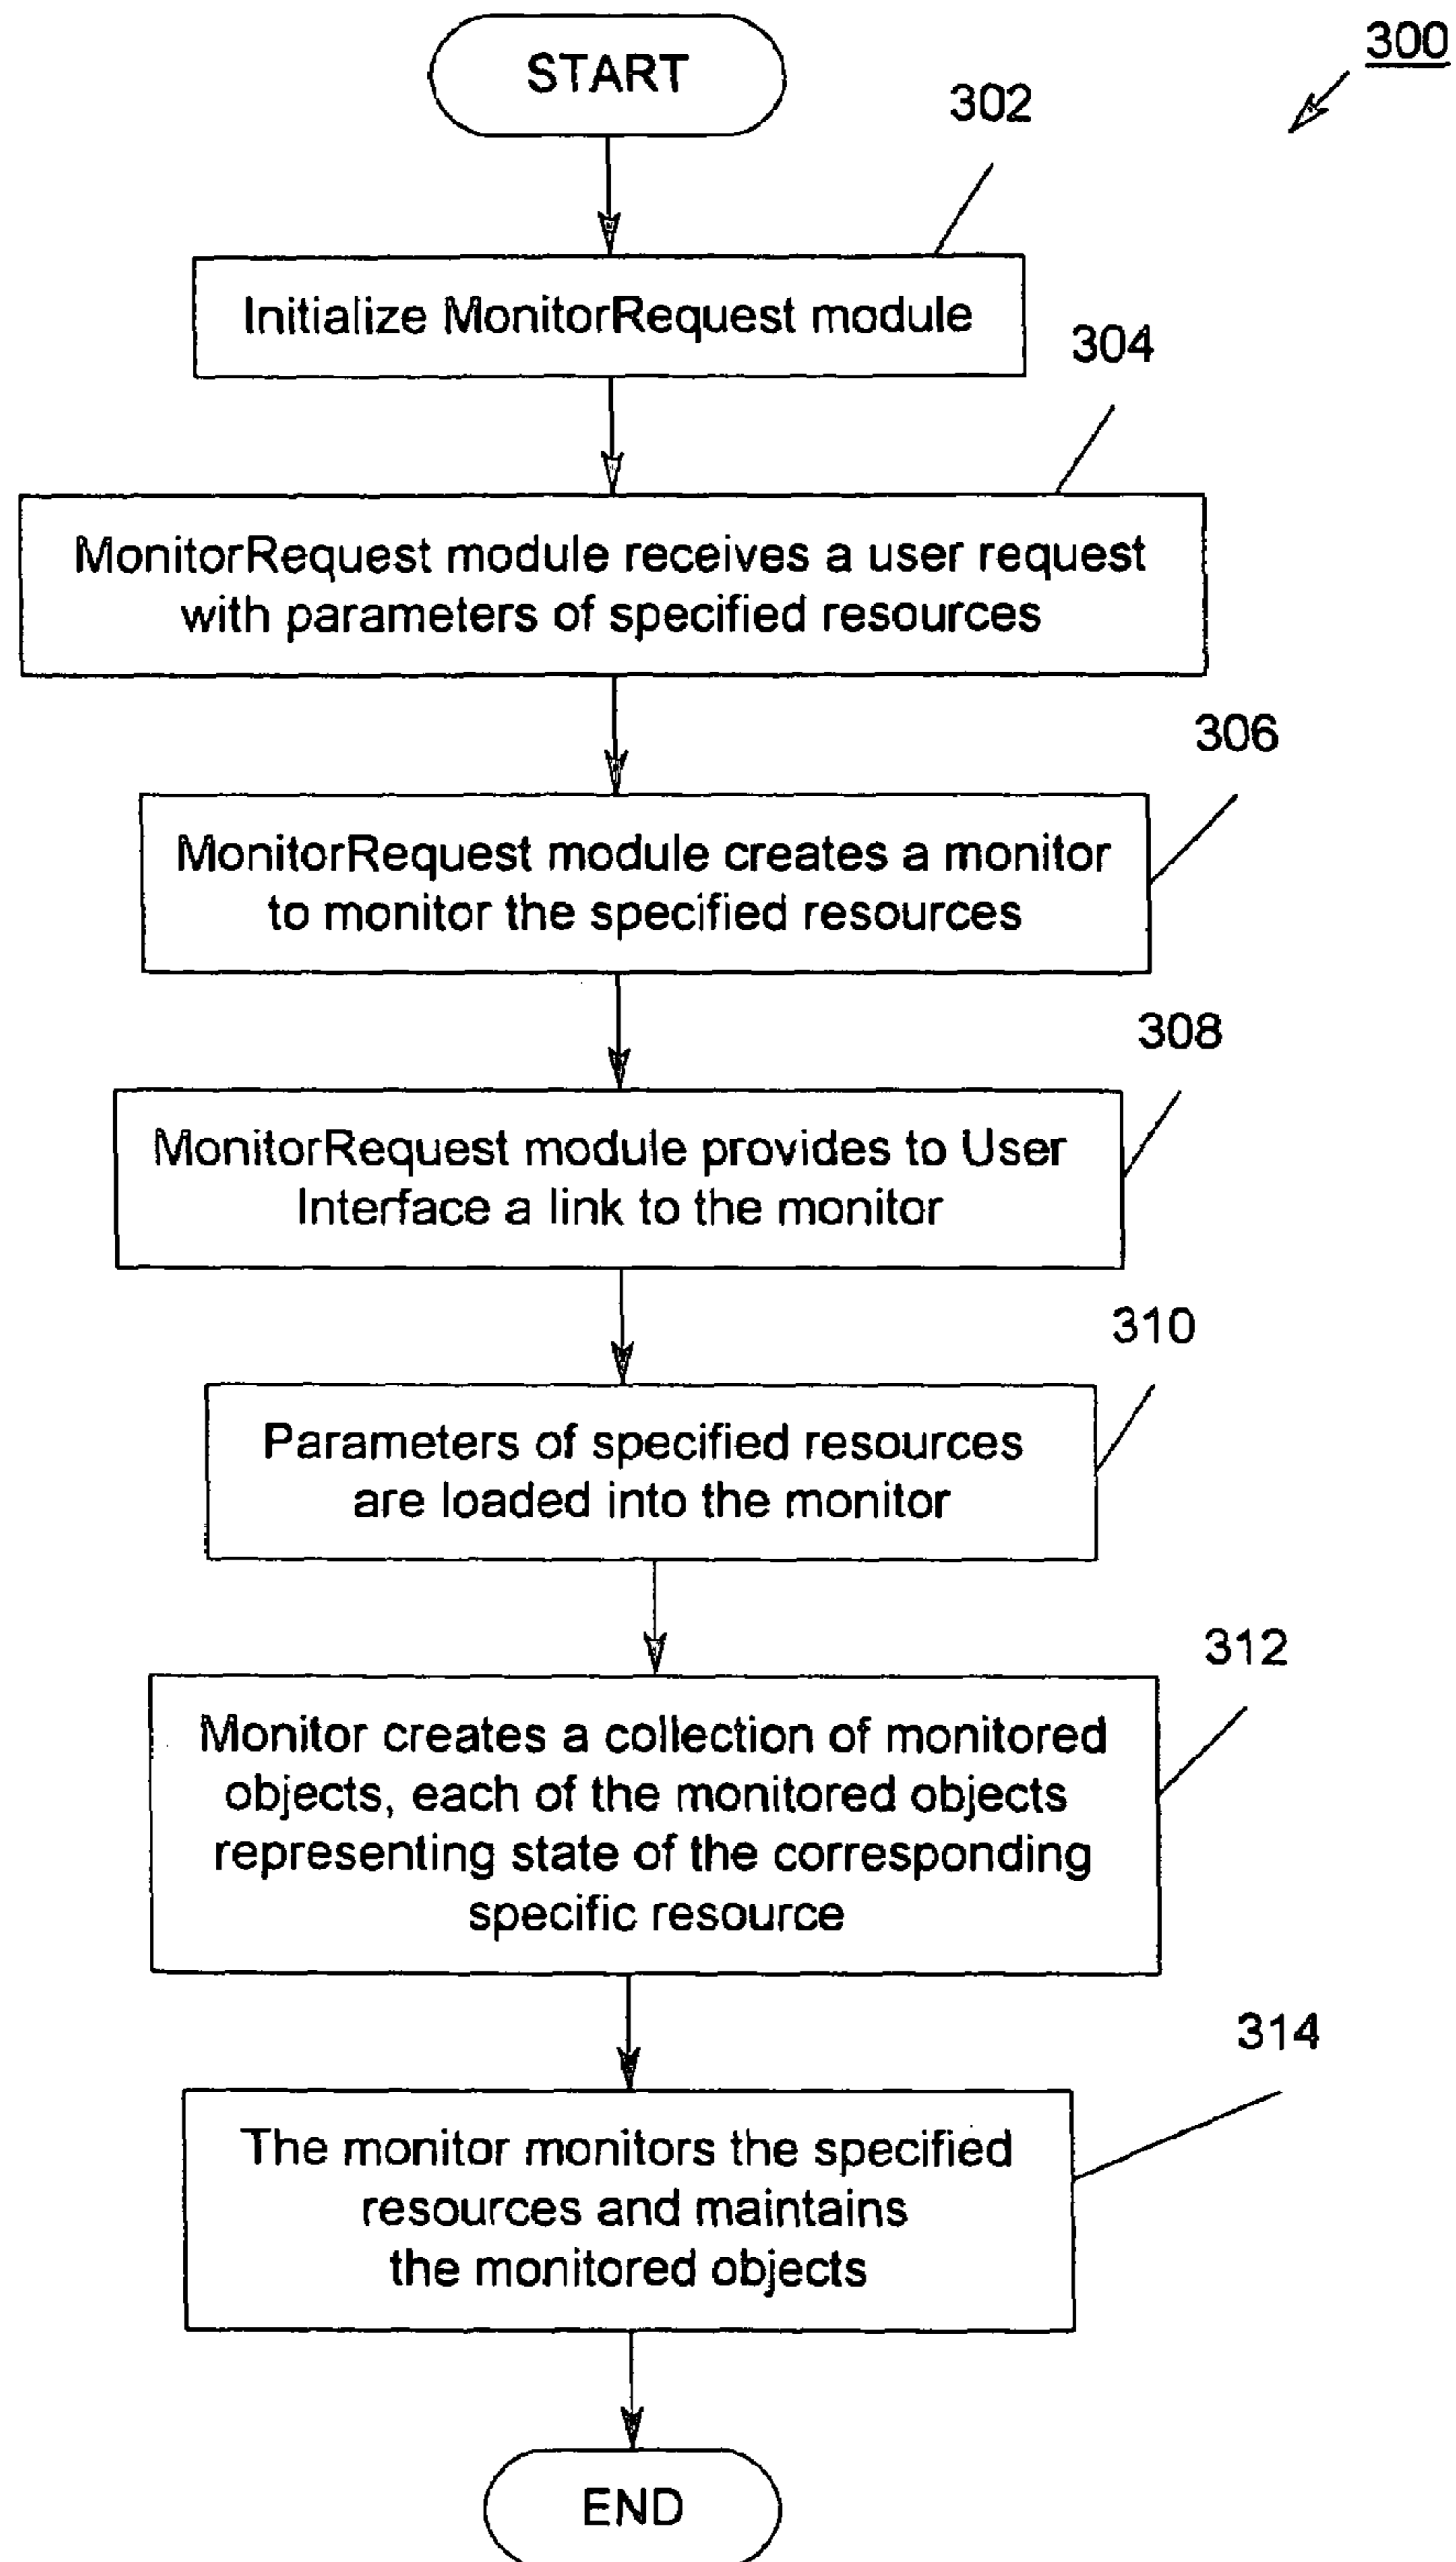 START
300
302
Initialize MonitorRequest module
304
MonitorRequest module receives a user request
with parameters of specified resources
306
MonitorRequest module creates a monitor
to monitor the specified resources
308
MonitorRequest module provides to User
Interface a link to the monitor
310
Parameters of specified resources
are loaded into the monitor
312
Monitor creates a collection of monitored
objects, each of the monitored objects
representing state of the corresponding
specific resource
314
The monitor monitors the specified
resources and maintains
the monitored objects
END